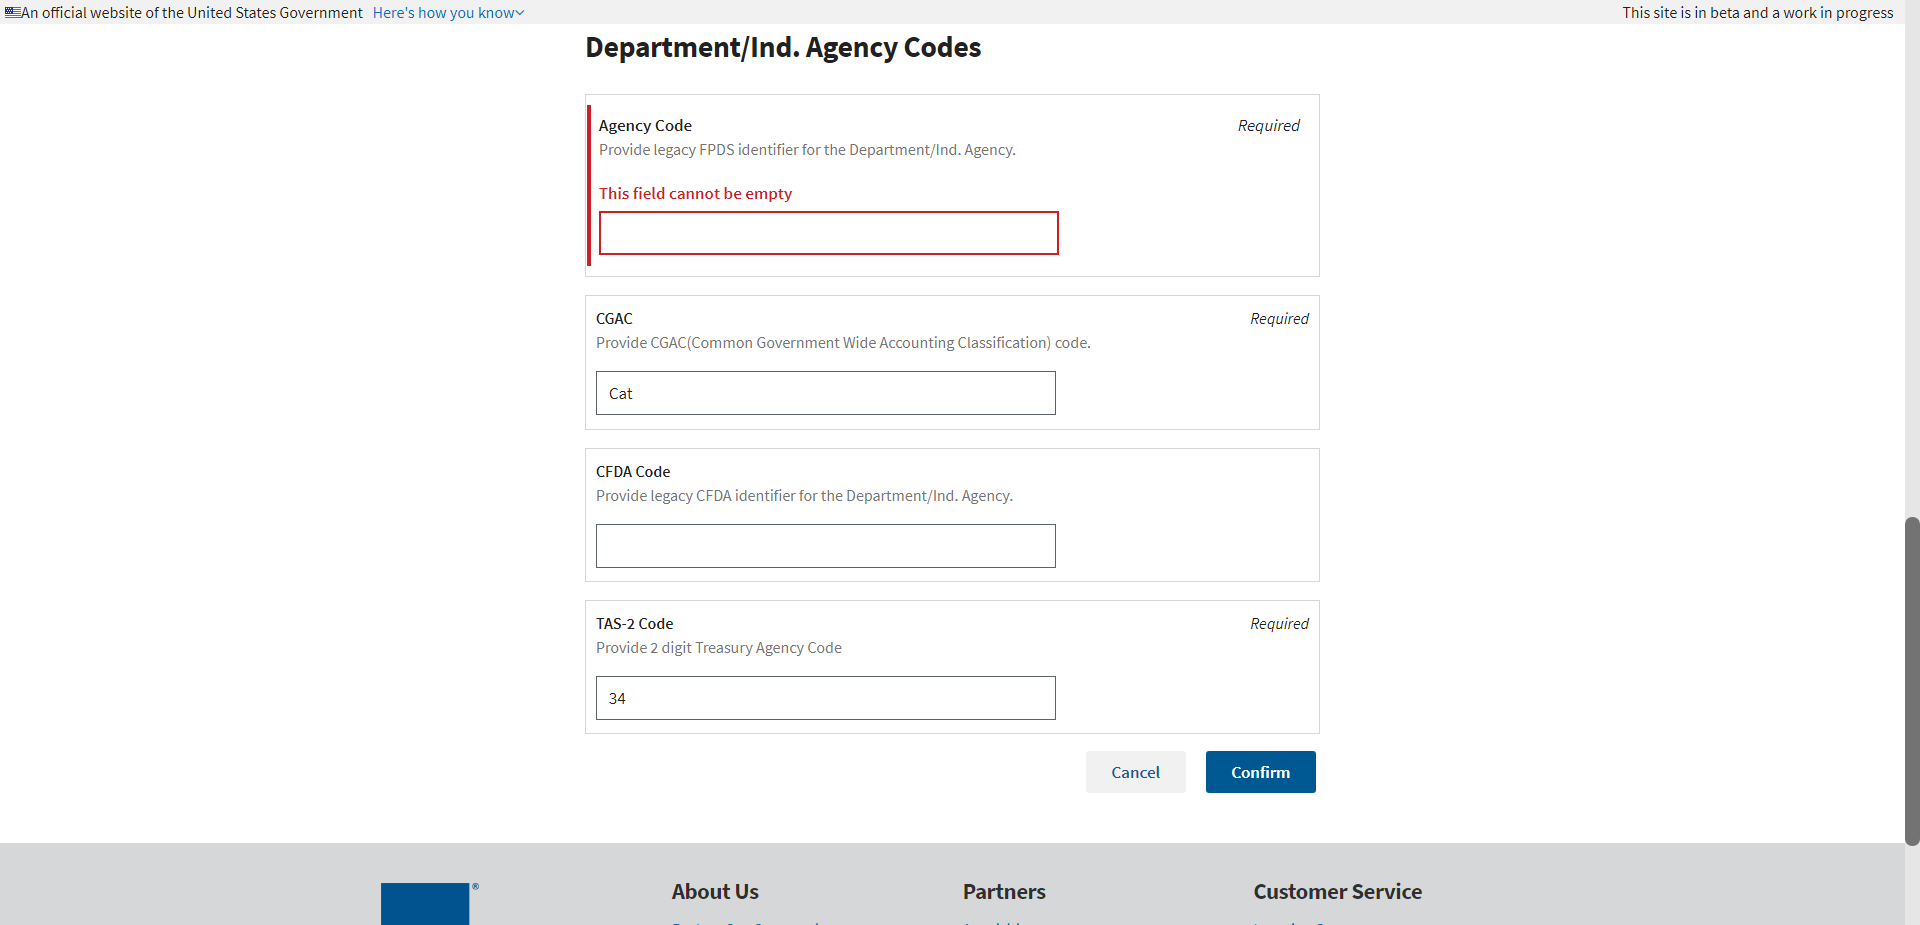 An official website of the United States Government Here's how you know
This site is in beta and a work in progress
Department/Ind. Agency Codes
Agency Code
Required
Provide legacy FPDS identifier for the Department/Ind. Agency.
This field cannot be empty
CGAC
Required
Provide CGAC(Common Government Wide Accounting Classification) code.
Cat
CFDA Code
Provide legacy CFDA identifier for the Department/Ind. Agency.
TAS-2 Code
Required
Provide 2 digit Treasury Agency Code
34
Cancel
Confirm
®
About Us
Partners
Customer Service